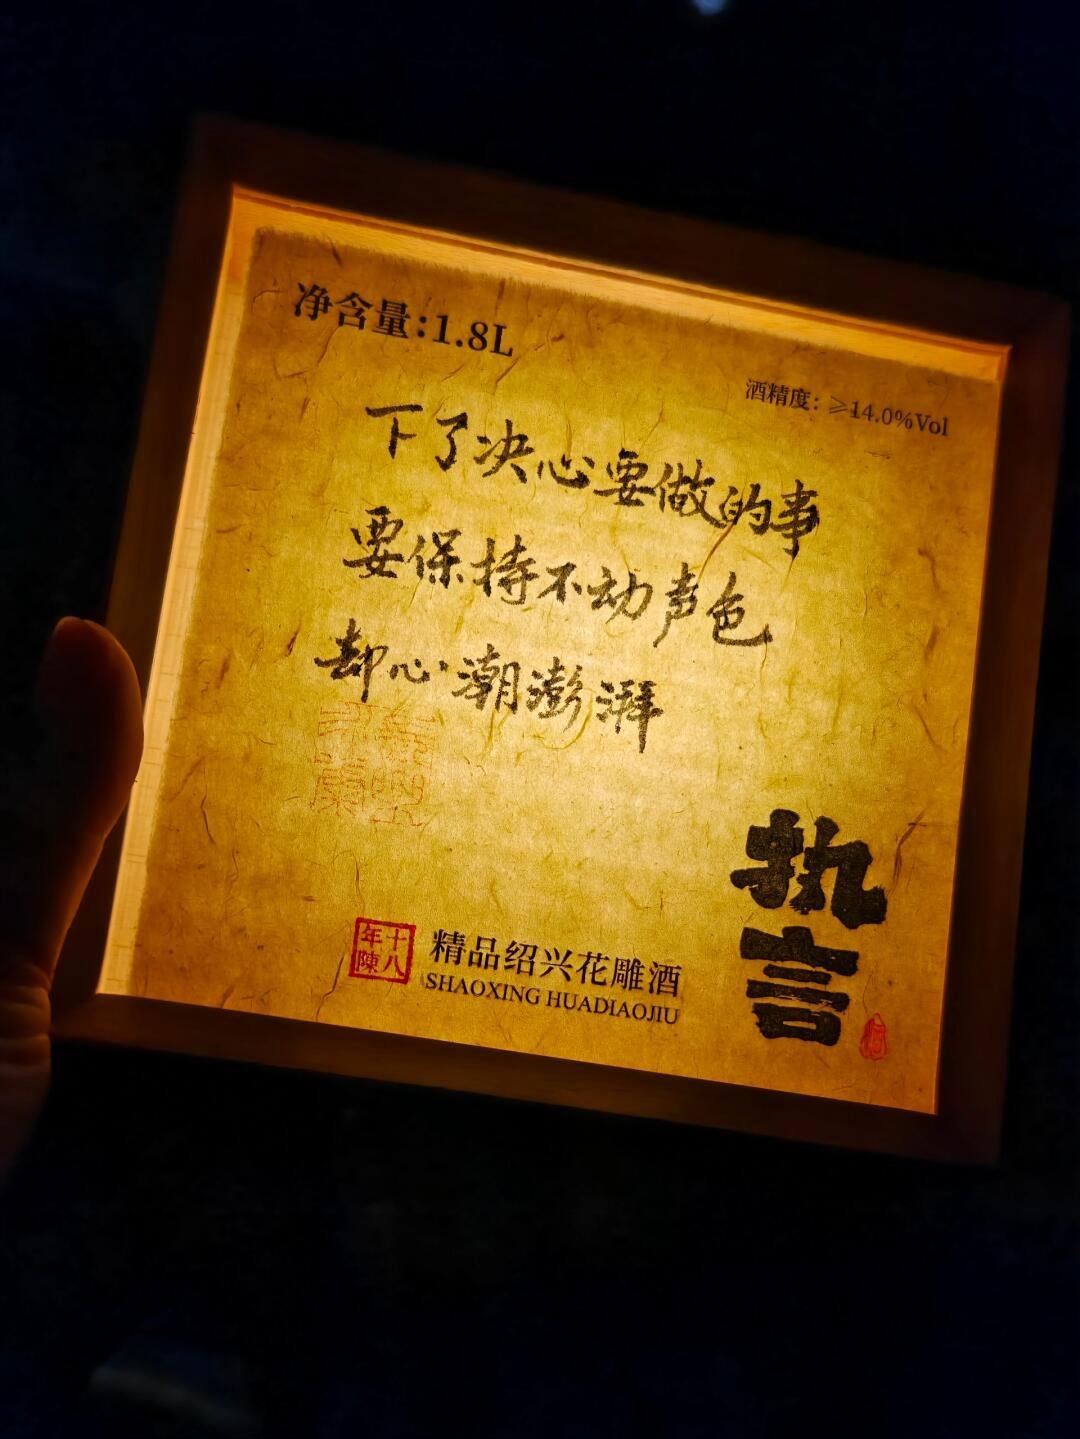 净含量:1.8L
酒精度: ≥14.0%Vol
下了决心要做的事
要保持不动声色
却心潮澎湃
执言
十八年陳
精品绍兴花雕酒
SHAOXING HUADIAOJIU